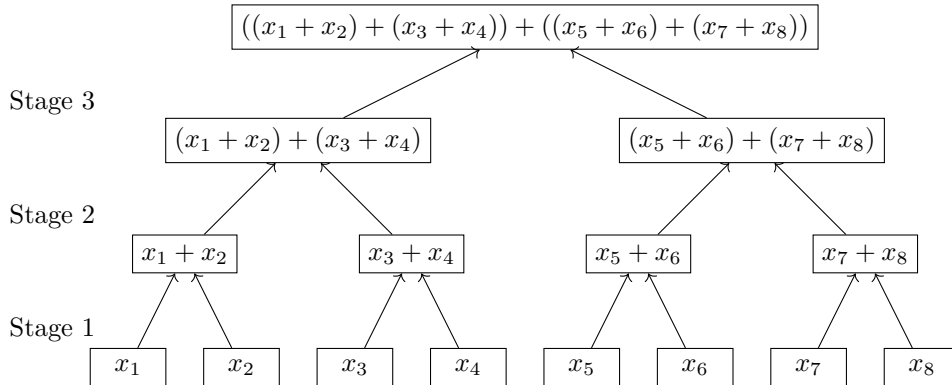 ((x₁ + x₂) + (x₃ + x₄)) + ((x₅ + x₆) + (x₇ + x₈))
Stage 3
(x₁ + x₂) + (x₃ + x₄) (x₅ + x₆) + (x₇ + x₈)
Stage 2
x₁ + x₂ x₃ + x₄ x₅ + x₆ x₇ + x₈
Stage 1
x₁ x₂ x₃ x₄ x₅ x₆ x₇ x₈